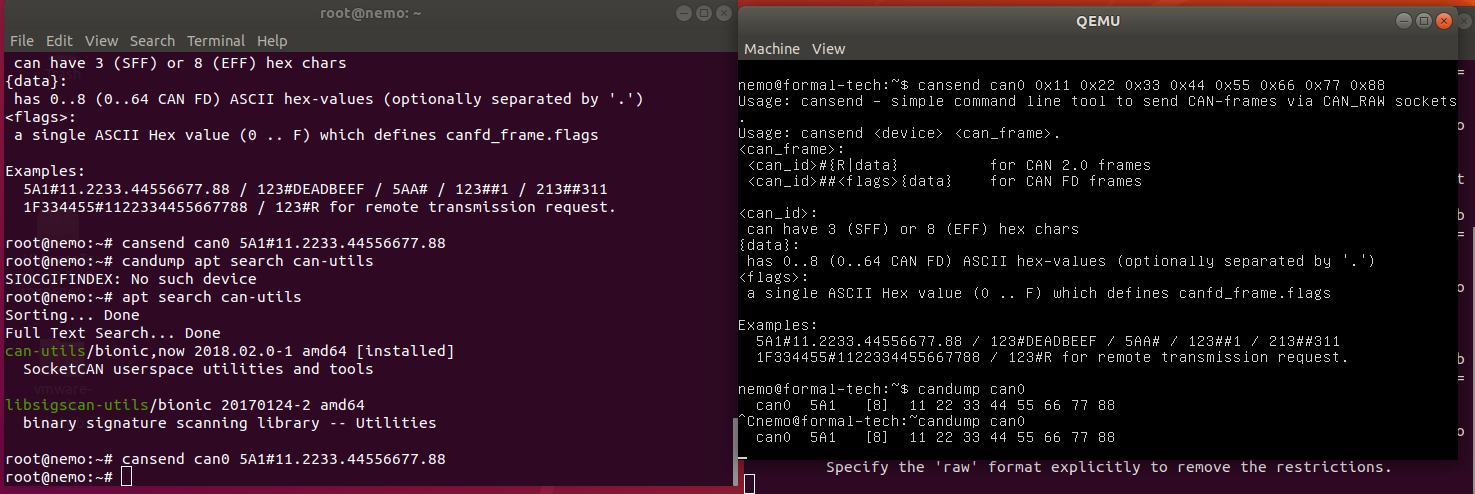 root@nemo: ~
File Edit View Search Terminal Help
 can have 3 (SFF) or 8 (EFF) hex chars
{data}:
 has 0..8 (0..64 CAN FD) ASCII hex-values (optionally separated by '.')
<flags>:
 a single ASCII Hex value (0 .. F) which defines canfd_frame.flags
Examples:
  5A1#11.2233.44556677.88 / 123#DEADBEEF / 5AA# / 123##1 / 213##311
  1F334455#1122334455667788 / 123#R for remote transmission request.
root@nemo:~# cansend can0 5A1#11.2233.44556677.88
root@nemo:~# candump apt search can-utils
SIOCGIFINDEX: No such device
root@nemo:~# apt search can-utils
Sorting... Done
Full Text Search... Done
can-utils/bionic,now 2018.02.0-1 amd64 [installed]
  SocketCAN userspace utilities and tools
libsigscan-utils/bionic 20170124-2 amd64
  binary signature scanning library -- Utilities
root@nemo:~# cansend can0 5A1#11.2233.44556677.88
root@nemo:~#
QEMU
Machine View
nemo@formal-tech:~$ cansend can0 0x11 0x22 0x33 0x44 0x55 0x66 0x77 0x88
Usage: cansend - simple command line tool to send CAN-frames via CAN_RAW sockets
.
Usage: cansend <device> <can_frame>.
<can_frame>:
 <can_id>#{R|data}          for CAN 2.0 frames
 <can_id>##<flags>{data}    for CAN FD frames
<can_id>:
 can have 3 (SFF) or 8 (EFF) hex chars
{data}:
 has 0..8 (0..64 CAN FD) ASCII hex-values (optionally separated by '.')
<flags>:
 a single ASCII Hex value (0 .. F) which defines canfd_frame.flags
Examples:
  5A1#11.2233.44556677.88 / 123#DEADBEEF / 5AA# / 123##1 / 213##311
  1F334455#1122334455667788 / 123#R for remote transmission request.
nemo@formal-tech:~$ candump can0
  can0  5A1   [8]  11 22 33 44 55 66 77 88
^Cnemo@formal-tech:~candump can0
  can0  5A1   [8]  11 22 33 44 55 66 77 88
Specify the 'raw' format explicitly to remove the restrictions.